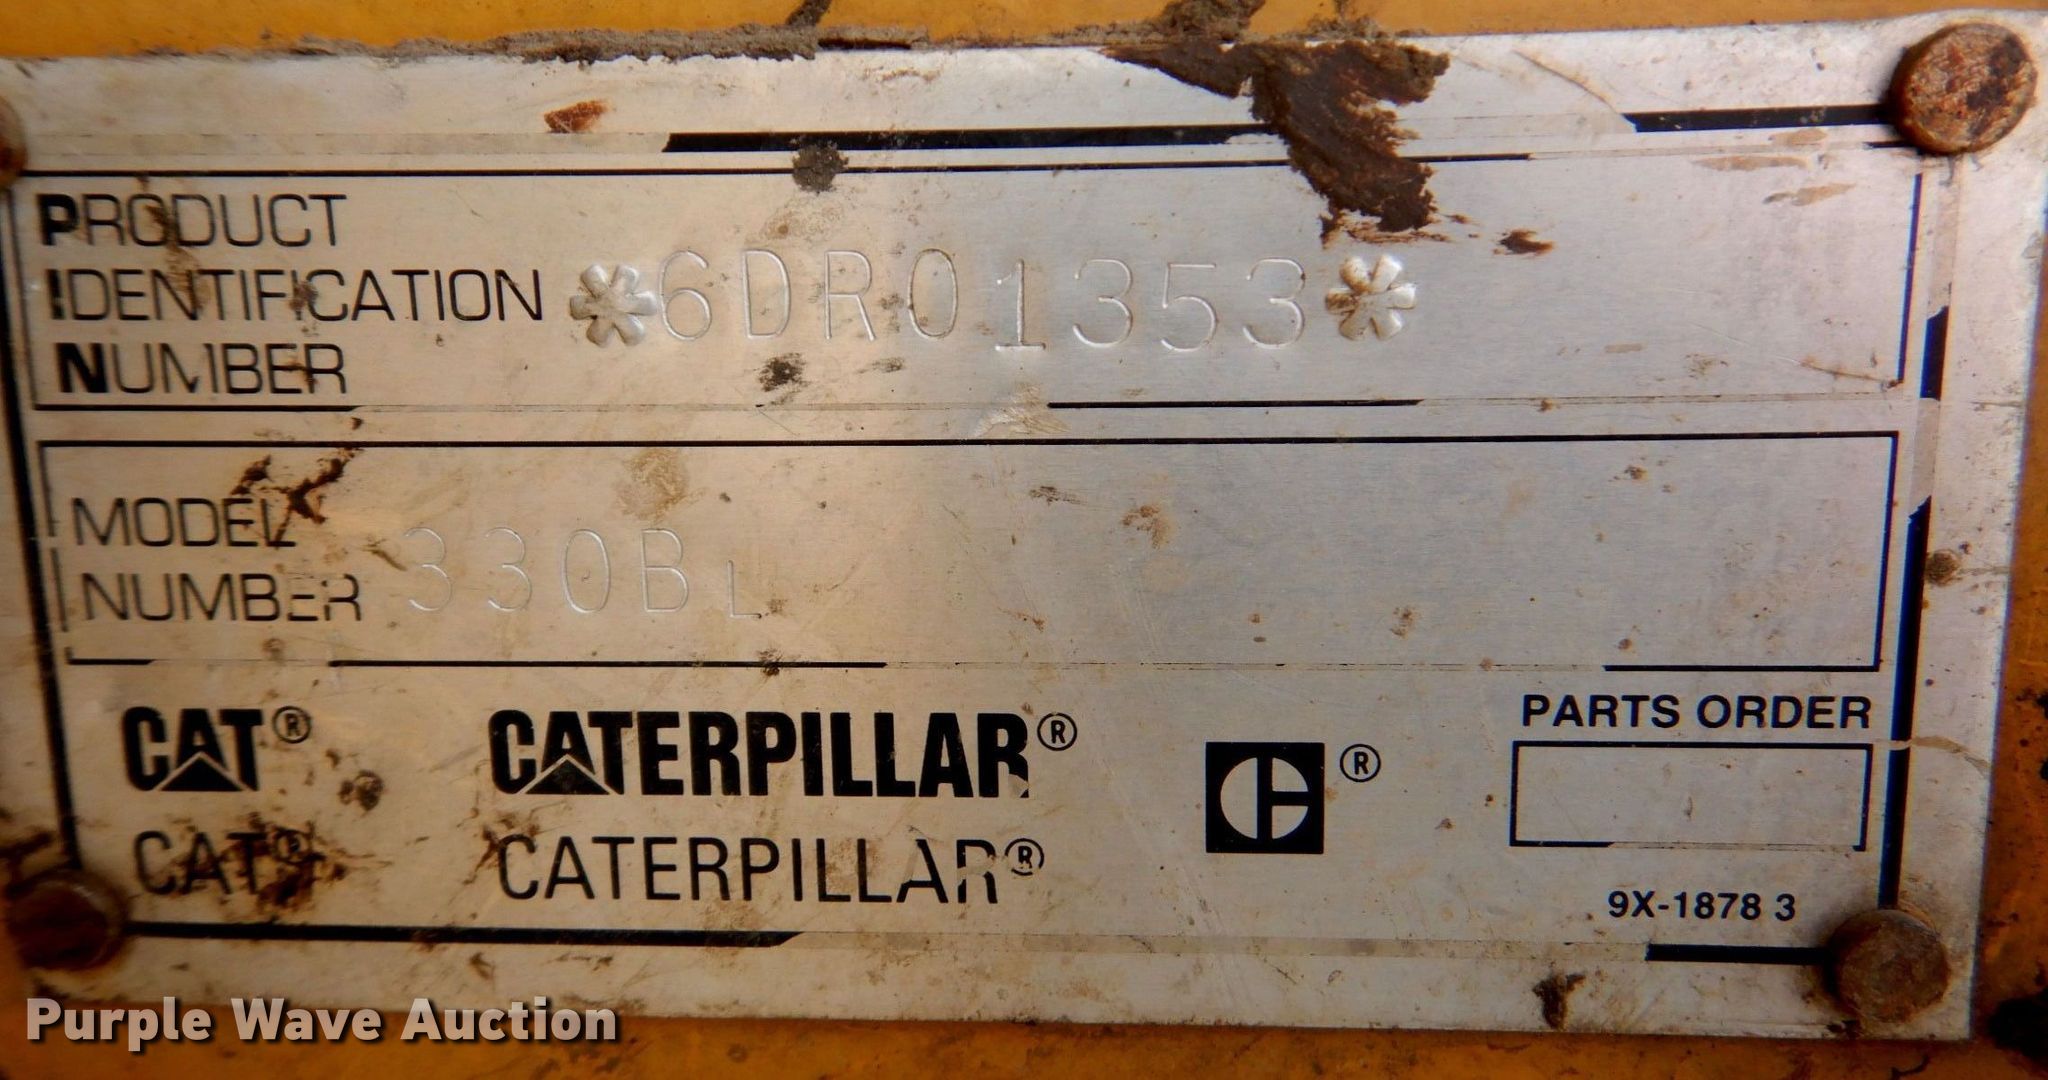 PRODUCT
IDENTIFICATION
NUMBER
*6DR01353*
MODEL
NUMBER
330BL
CAT® CATERPILLAR® ®
PARTS ORDER
CAT® CATERPILLAR®
9X-1878 3
Purple Wave Auction